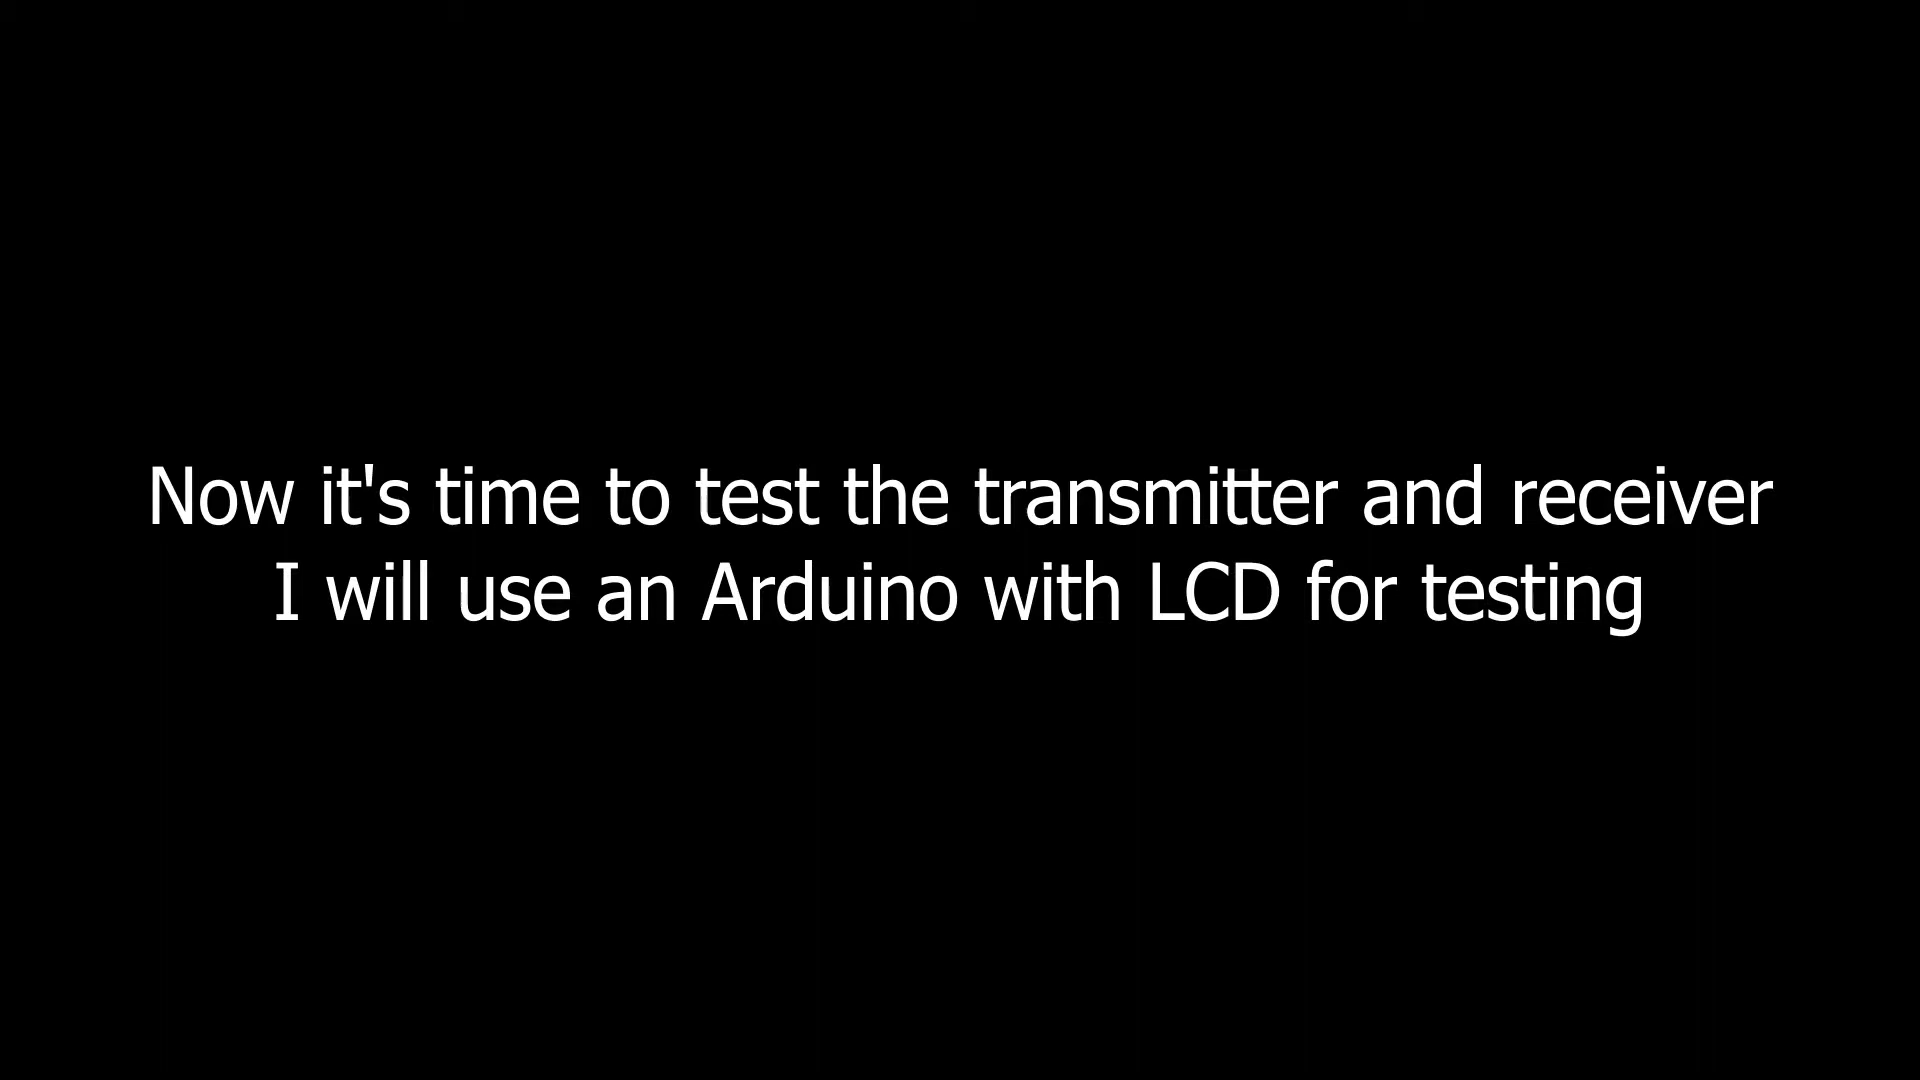 Now it's time to test the transmitter and receiver
I will use an Arduino with LCD for testing